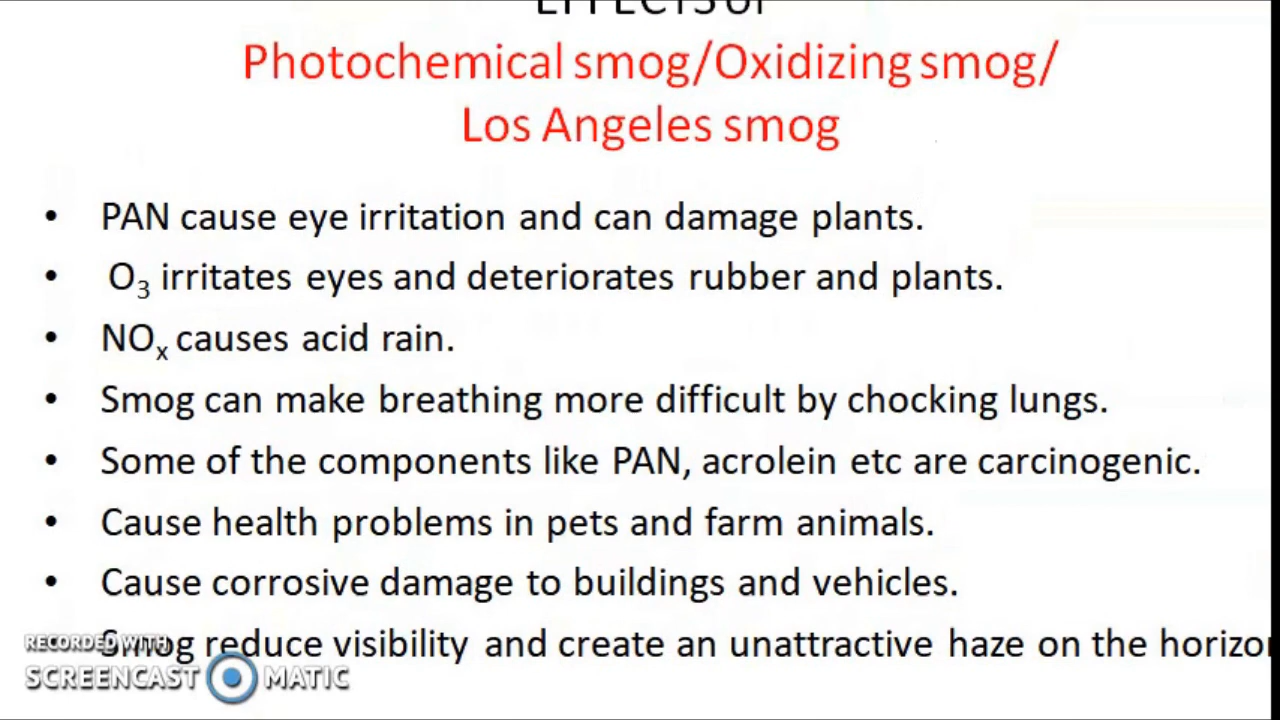 EFFECTS of
Photochemical smog/Oxidizing smog/
Los Angeles smog
• PAN cause eye irritation and can damage plants.
• O₃ irritates eyes and deteriorates rubber and plants.
• NOₓ causes acid rain.
• Smog can make breathing more difficult by chocking lungs.
• Some of the components like PAN, acrolein etc are carcinogenic.
• Cause health problems in pets and farm animals.
• Cause corrosive damage to buildings and vehicles.
Smog reduce visibility and create an unattractive haze on the horizon
RECORDED WITH
SCREENCAST MATIC